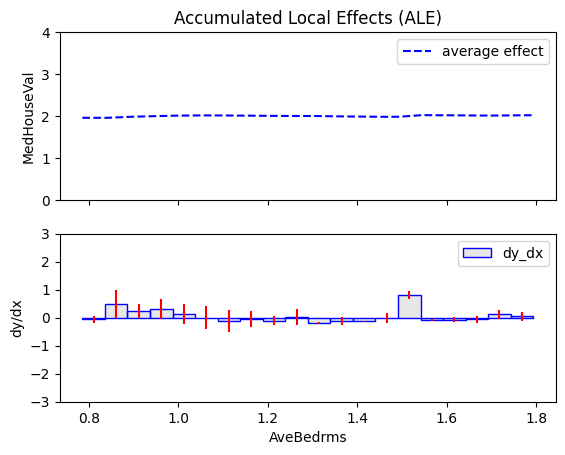 Accumulated Local Effects (ALE)
4
3
2
1
0
MedHouseVal
average effect
3
2
1
0
−1
−2
−3
dy/dx
dy_dx
0.8 1.0 1.2 1.4 1.6 1.8
AveBedrms